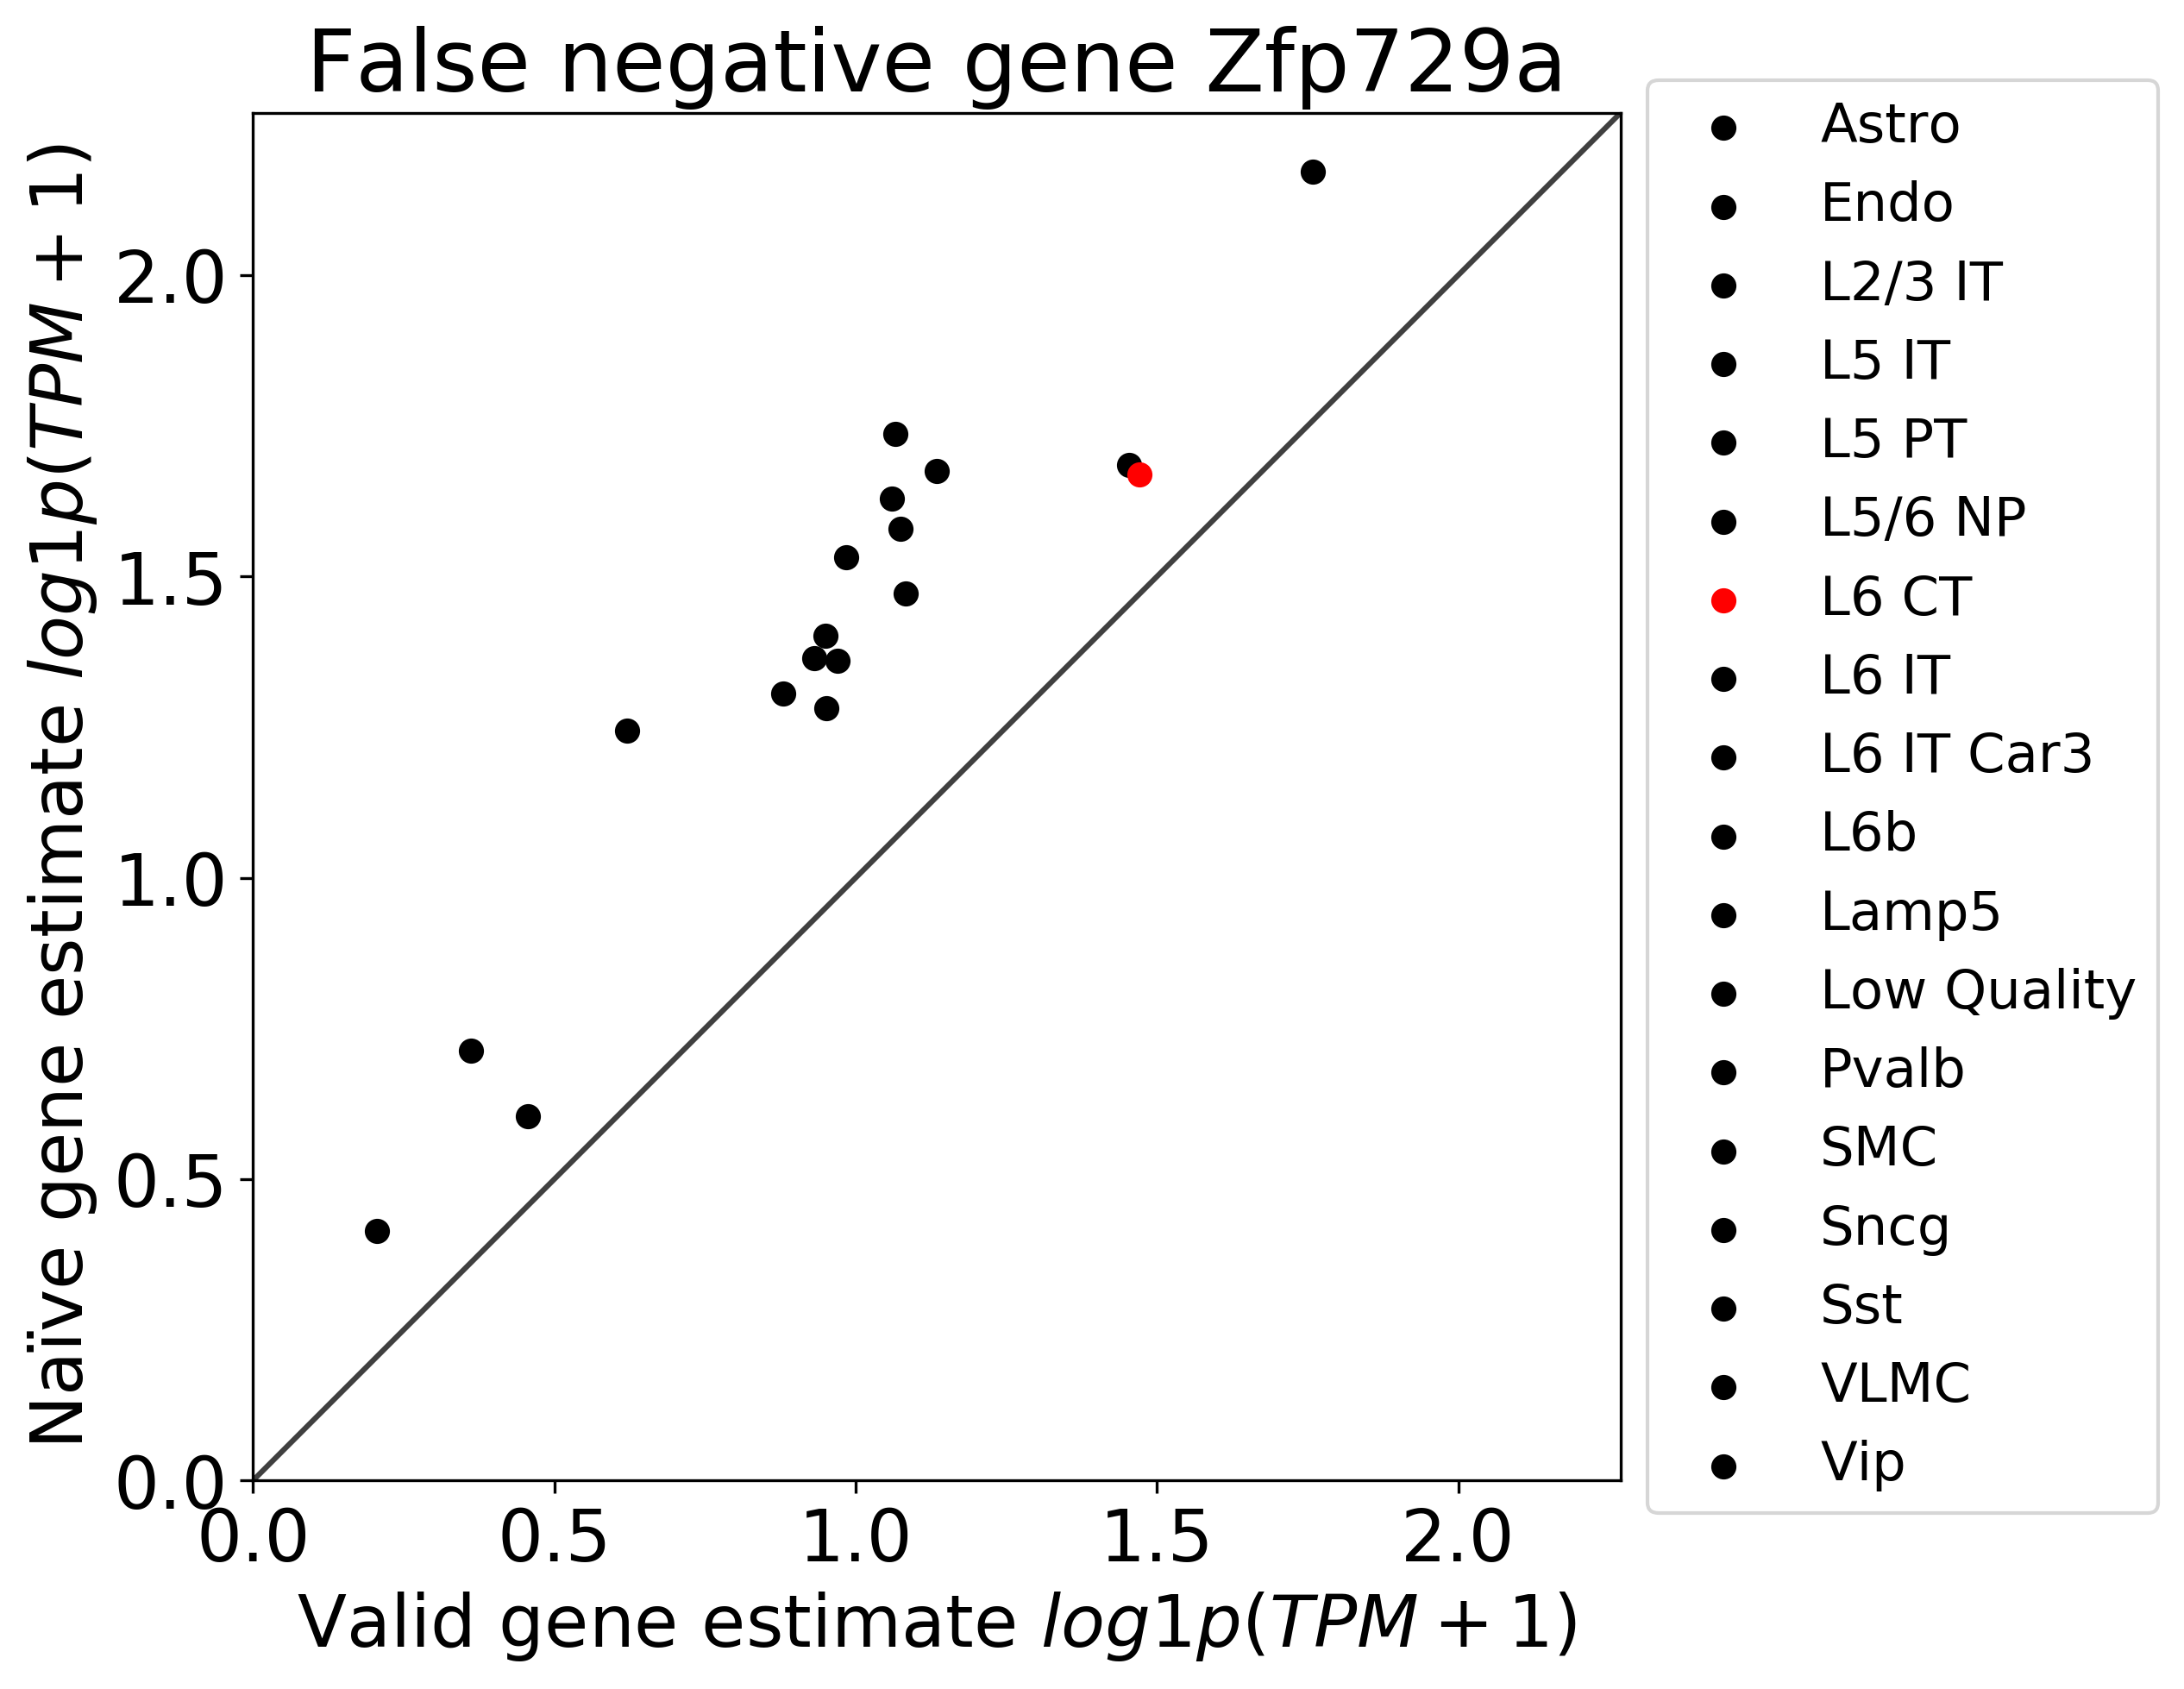 False negative gene Zfp729a
Naïve gene estimate log1p(TPM + 1)
2.0
1.5
1.0
0.5
0.0
0.0 0.5 1.0 1.5 2.0
Valid gene estimate log1p(TPM + 1)
Astro
Endo
L2/3 IT
L5 IT
L5 PT
L5/6 NP
L6 CT
L6 IT
L6 IT Car3
L6b
Lamp5
Low Quality
Pvalb
SMC
Sncg
Sst
VLMC
Vip